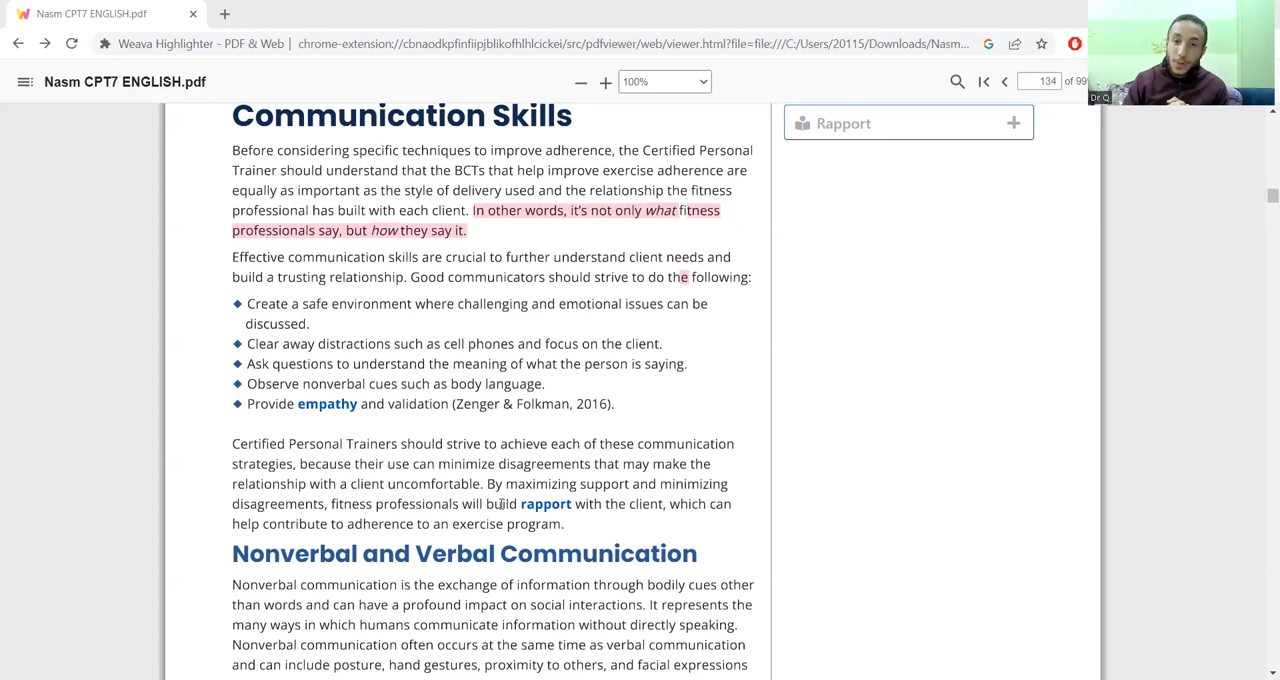 Nasm CPT7 ENGLISH.pdf
Weava Highlighter - PDF & Web | chrome-extension://cbnaodkpfinfiipjblikofhlhlcickei/src/pdfviewer/web/viewer.html?file=file:///C:/Users/20115/Downloads/Nasm...
Nasm CPT7 ENGLISH.pdf
100%
134 of 99
Dr Q
Communication Skills
Rapport
Before considering specific techniques to improve adherence, the Certified Personal
Trainer should understand that the BCTs that help improve exercise adherence are
equally as important as the style of delivery used and the relationship the fitness
professional has built with each client. In other words, it's not only what fitness
professionals say, but how they say it.
Effective communication skills are crucial to further understand client needs and
build a trusting relationship. Good communicators should strive to do the following:
◆ Create a safe environment where challenging and emotional issues can be
discussed.
◆ Clear away distractions such as cell phones and focus on the client.
◆ Ask questions to understand the meaning of what the person is saying.
◆ Observe nonverbal cues such as body language.
◆ Provide empathy and validation (Zenger & Folkman, 2016).
Certified Personal Trainers should strive to achieve each of these communication
strategies, because their use can minimize disagreements that may make the
relationship with a client uncomfortable. By maximizing support and minimizing
disagreements, fitness professionals will build rapport with the client, which can
help contribute to adherence to an exercise program.
Nonverbal and Verbal Communication
Nonverbal communication is the exchange of information through bodily cues other
than words and can have a profound impact on social interactions. It represents the
many ways in which humans communicate information without directly speaking.
Nonverbal communication often occurs at the same time as verbal communication
and can include posture, hand gestures, proximity to others, and facial expressions